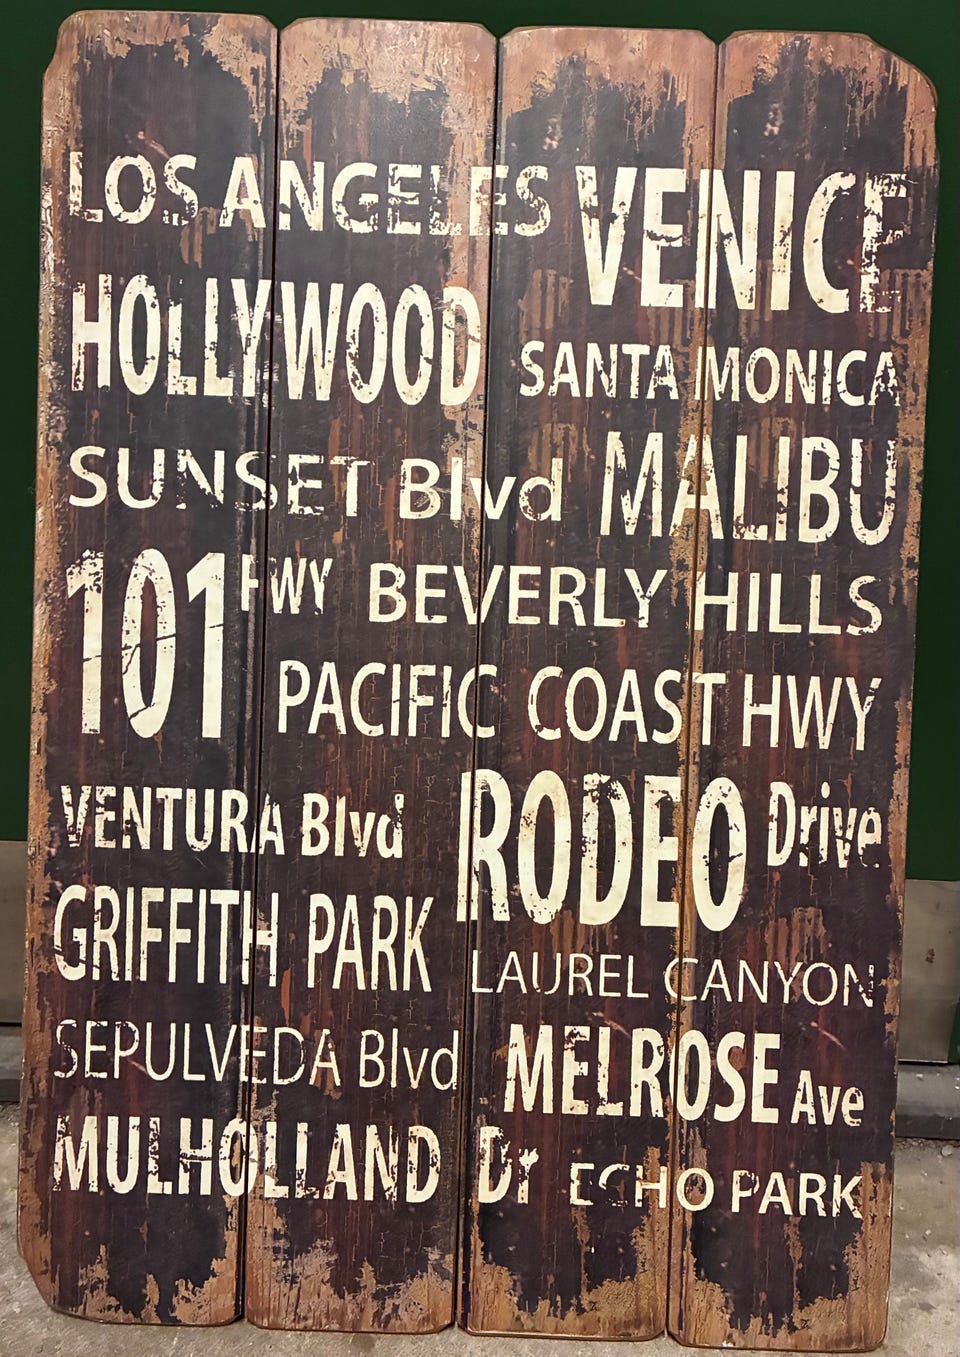 LOS ANGELES VENICE
HOLLYWOOD SANTA MONICA
SUNSET Blvd MALIBU
101 FWY BEVERLY HILLS
PACIFIC COAST HWY
VENTURA Blvd RODEO Drive
GRIFFITH PARK LAUREL CANYON
SEPULVEDA Blvd MELROSE Ave
MULHOLLAND Dr ECHO PARK